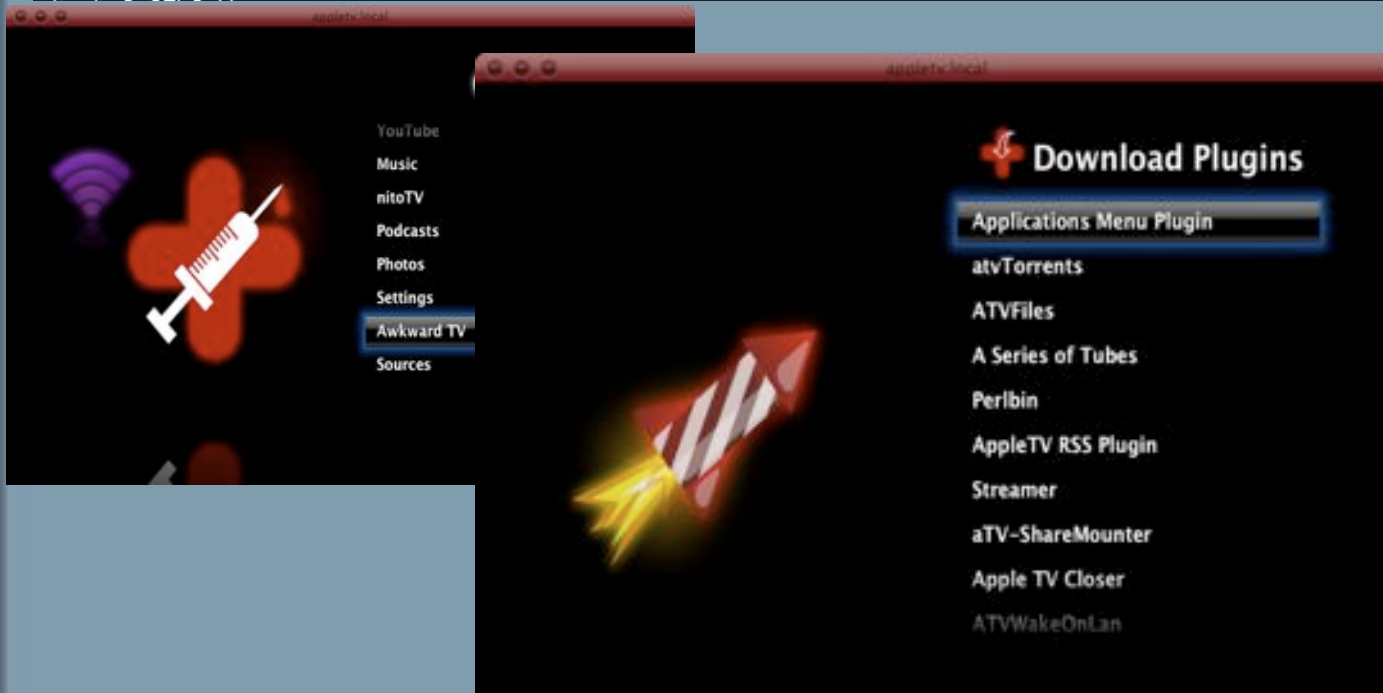 appletv.local
YouTube
Music
nitoTV
Podcasts
Photos
Settings
Awkward TV
Sources
appletv.local
Download Plugins
Applications Menu Plugin
atvTorrents
ATVFiles
A Series of Tubes
Perlbin
AppleTV RSS Plugin
Streamer
aTV-ShareMounter
Apple TV Closer
ATVWakeOnLan